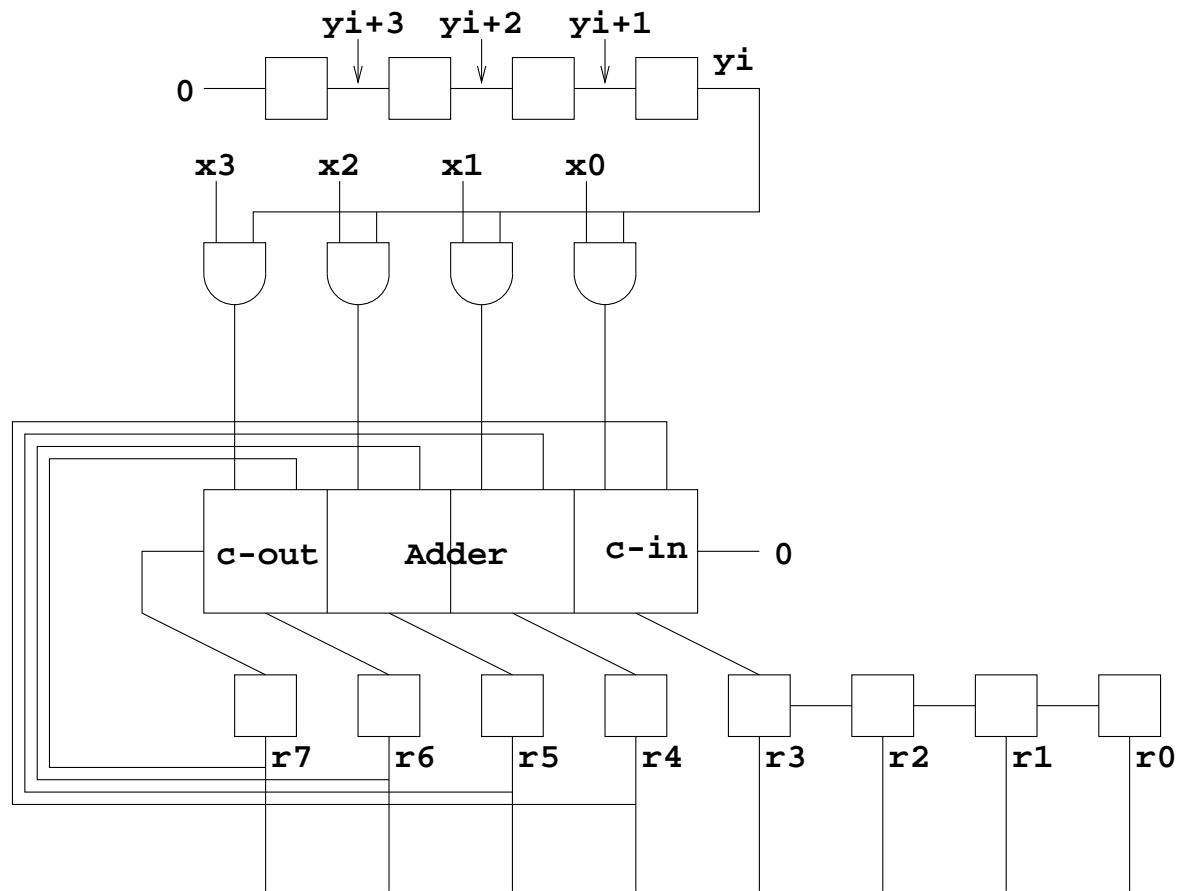 yi+3 yi+2 yi+1
yi
0
x3 x2 x1 x0
c-out Adder c-in 0
r7 r6 r5 r4 r3 r2 r1 r0